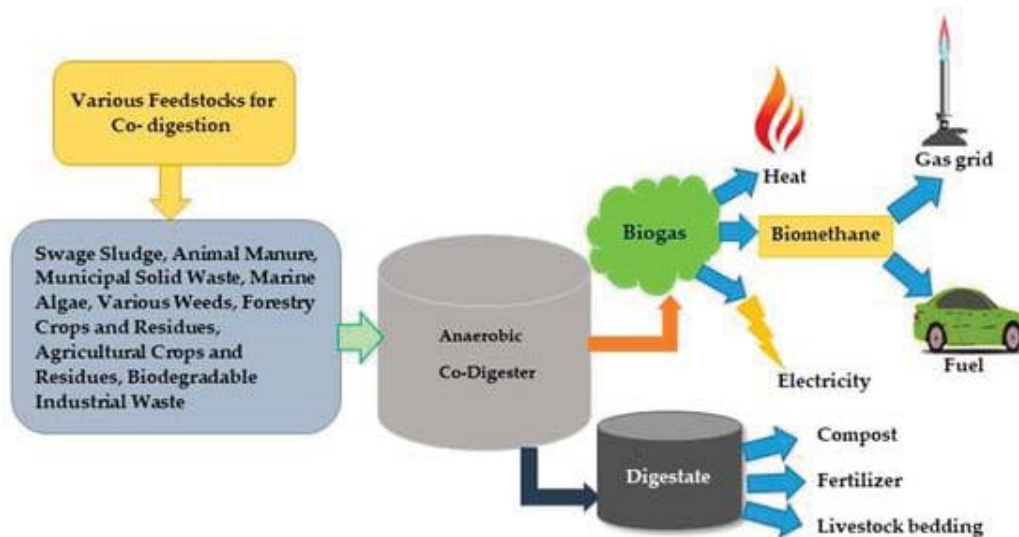 Various Feedstocks for
Co- digestion
Swage Sludge, Animal Manure,
Municipal Solid Waste, Marine
Algae, Various Weeds, Forestry
Crops and Residues,
Agricultural Crops and
Residues, Biodegradable
Industrial Waste
Anaerobic
Co-Digester
Biogas
Heat
Biomethane
Gas grid
Fuel
Electricity
Digestate
Compost
Fertilizer
Livestock bedding